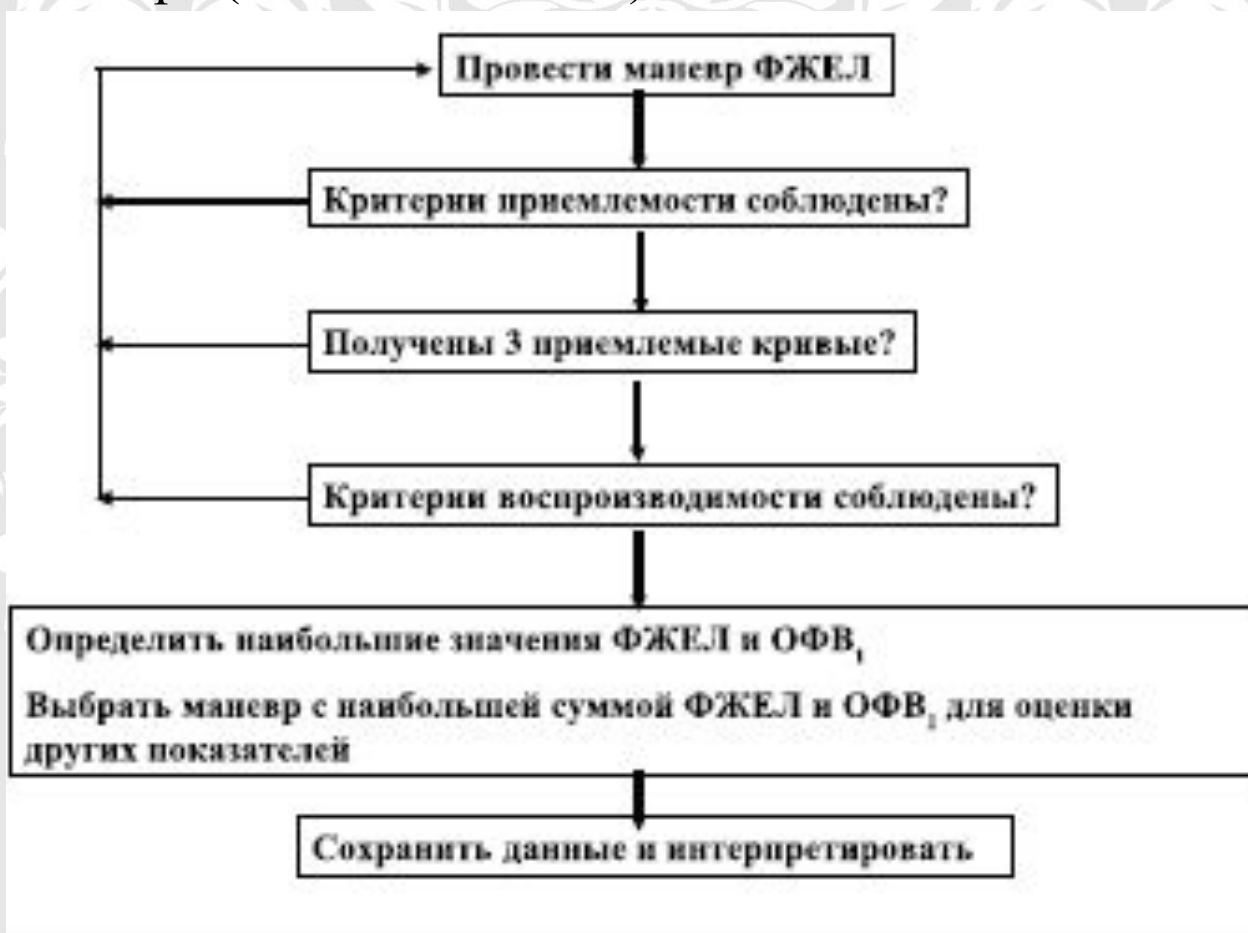 Провести маневр ФЖЕЛ
Критерии приемлемости соблюдены?
Получены 3 приемлемые кривые?
Критерии воспроизводимости соблюдены?
Определить наибольшие значения ФЖЕЛ и ОФВ₁
Выбрать маневр с наибольшей суммой ФЖЕЛ и ОФВ₁ для оценки
других показателей
Сохранить данные и интерпретировать